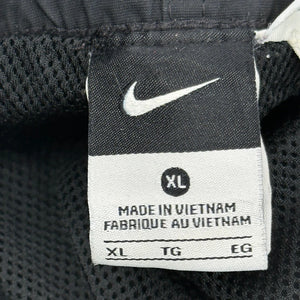 XL
MADE IN VIETNAM
FABRIQUE AU VIETNAM
XL TG EG